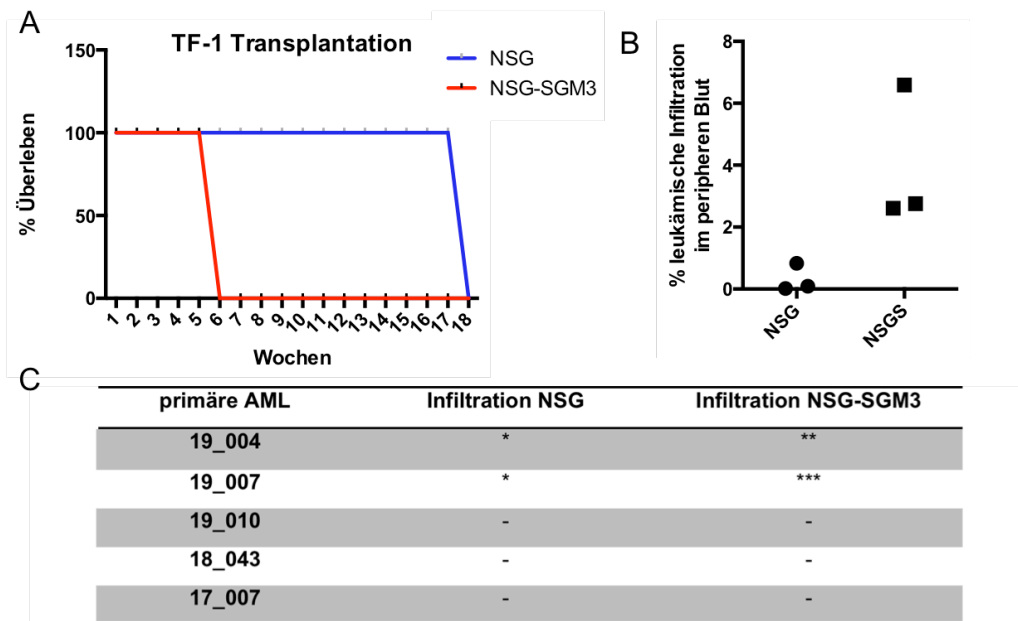 A
TF-1 Transplantation
NSG
NSG-SGM3
% Überleben
150
100
50
0
1 2 3 4 5 6 7 8 9 10 11 12 13 14 15 16 17 18
Wochen
B
% leukämische Infiltration
im peripheren Blut
8
6
4
2
0
NSG NSGS
C
primäre AML Infiltration NSG Infiltration NSG-SGM3
19_004 * **
19_007 * ***
19_010 - -
18_043 - -
17_007 - -